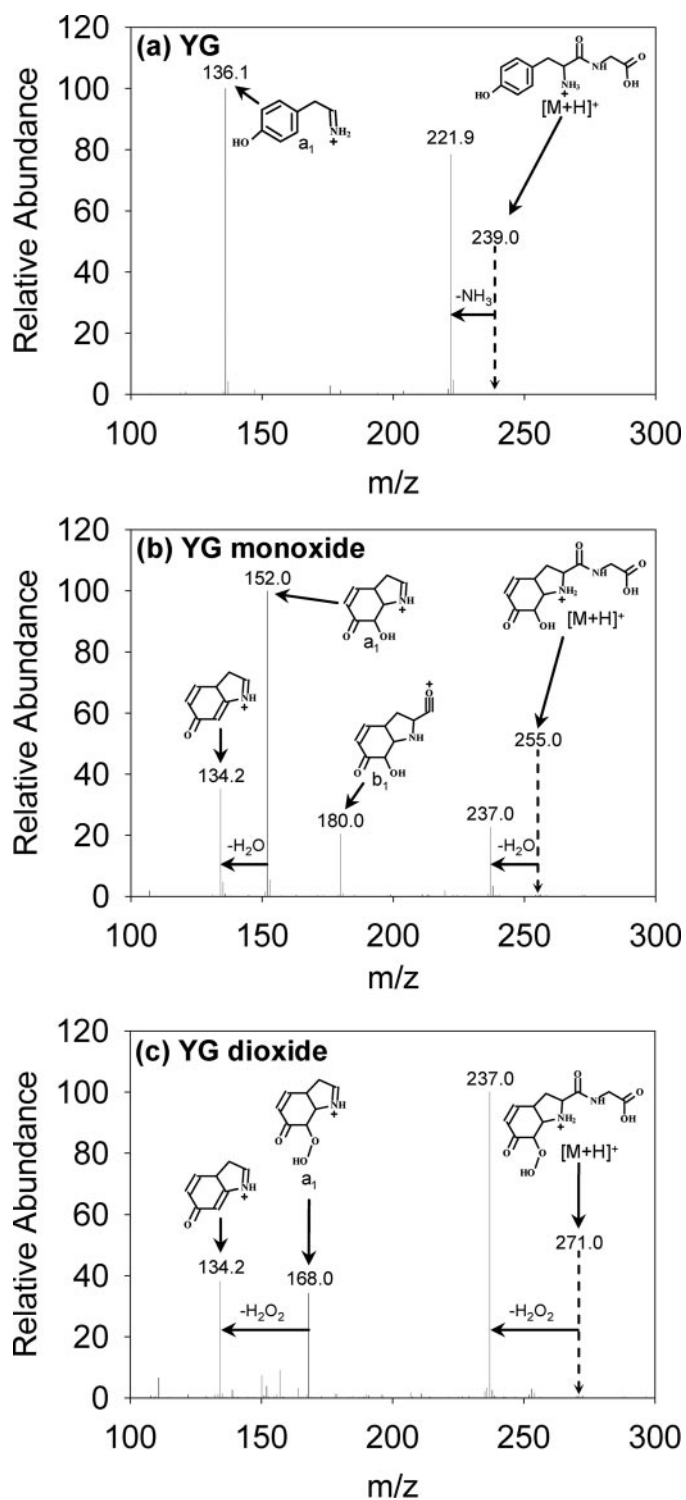 (a) YG
Relative Abundance
120
100
80
60
40
20
0
136.1
HO
NH₂
+
a₁
221.9
O
NH
O
OH
HO
NH₃
+
[M+H]⁺
239.0
-NH₃
100
150
200
250
300
m/z
(b) YG monoxide
Relative Abundance
120
100
80
60
40
20
0
152.0
NH
+
O
OH
a₁
O
NH
O
OH
NH₂
+
O
OH
[M+H]⁺
NH
+
O
134.2
+
O
NH
O
OH
b₁
180.0
255.0
237.0
-H₂O
-H₂O
100
150
200
250
300
m/z
(c) YG dioxide
Relative Abundance
120
100
80
60
40
20
0
NH
+
O
O
HO
a₁
237.0
O
NH
O
OH
NH₂
+
O
O
HO
[M+H]⁺
NH
+
O
134.2
168.0
271.0
-H₂O₂
-H₂O₂
100
150
200
250
300
m/z